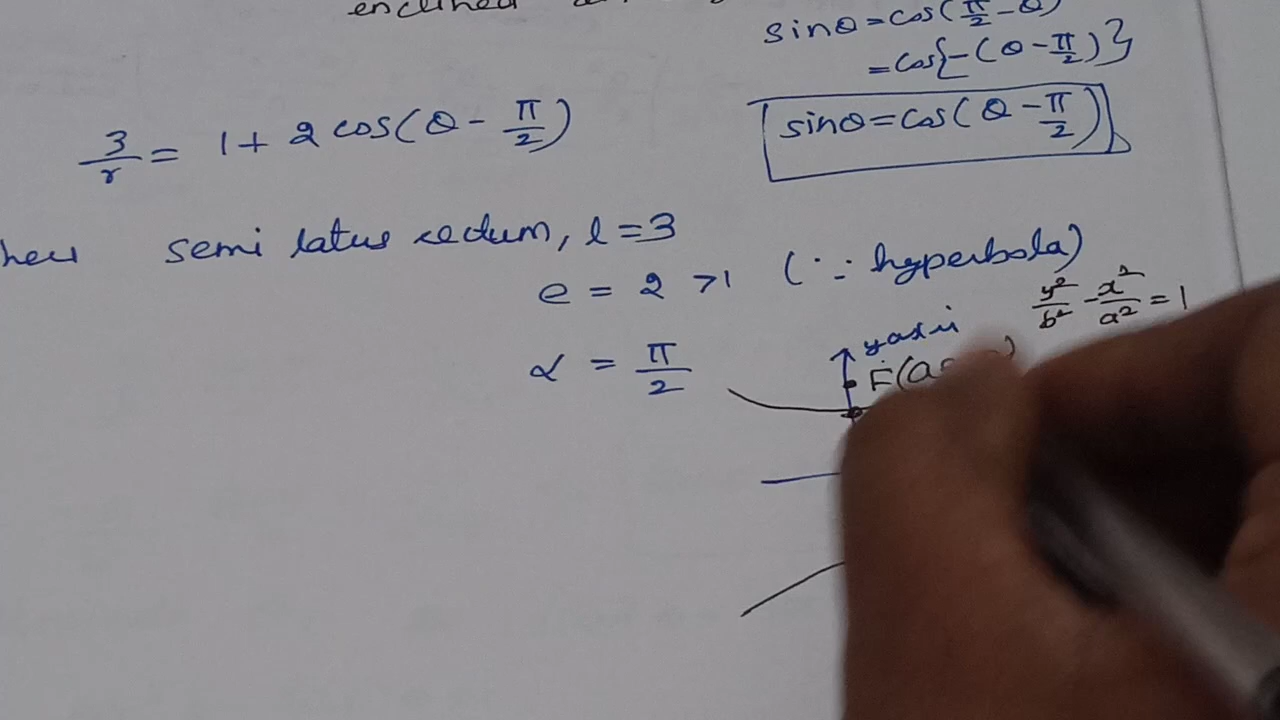 enclined
sinθ = cos(π/2 - θ)
= cos{-(θ - π/2)}
sinθ = cos(θ - π/2)
3/r = 1 + 2 cos(θ - π/2)
semi latus rectum, l = 3
e = 2 >1 (∵ hyperbola)
y²/b² - x²/a² = 1
α = π/2
y axis
F(